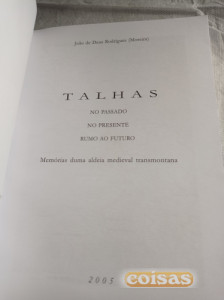 João de Deus Rodrigues (Morais)
TALHAS
NO PASSADO
NO PRESENTE
RUMO AO FUTURO
Memórias duma aldeia medieval transmontana
2005
coisas